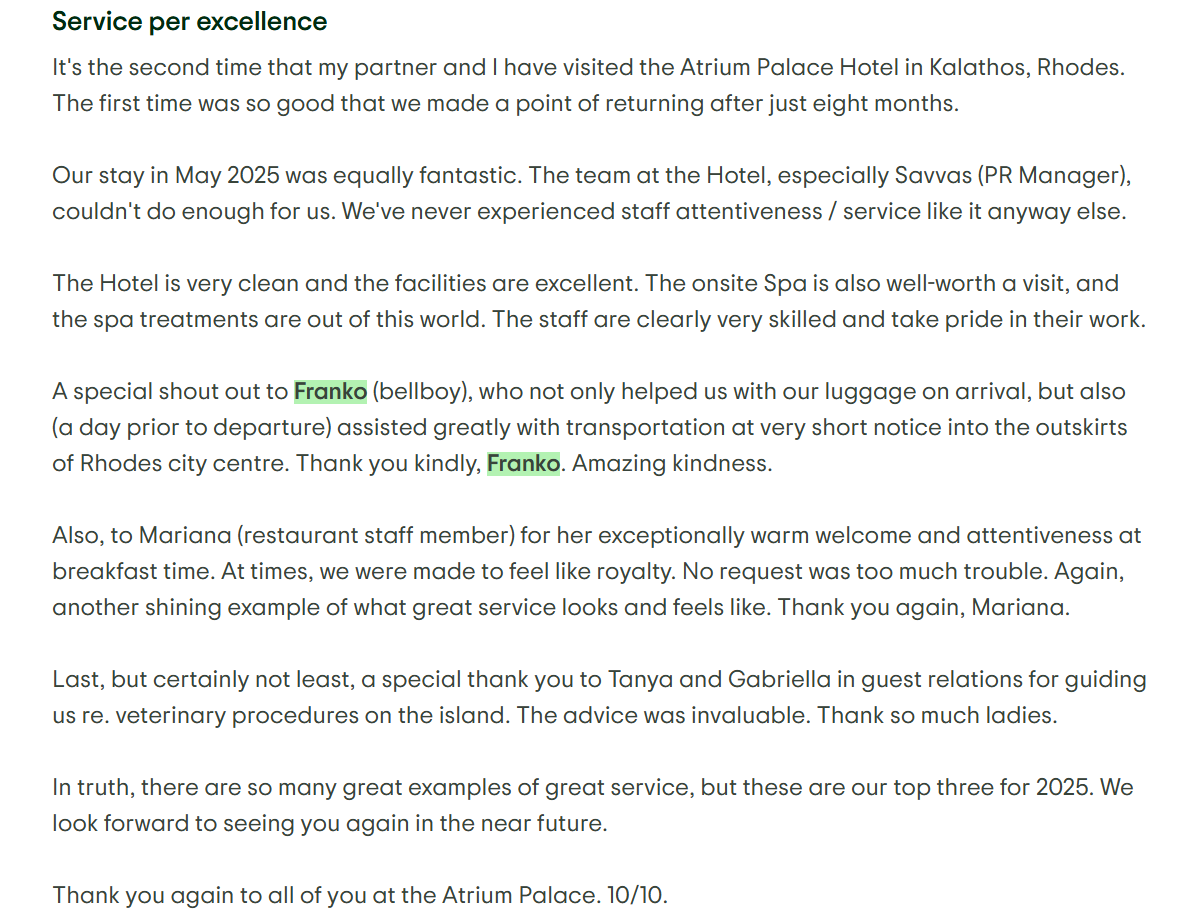 Service per excellence
It's the second time that my partner and I have visited the Atrium Palace Hotel in Kalathos, Rhodes.
The first time was so good that we made a point of returning after just eight months.
Our stay in May 2025 was equally fantastic. The team at the Hotel, especially Savvas (PR Manager),
couldn't do enough for us. We've never experienced staff attentiveness / service like it anyway else.
The Hotel is very clean and the facilities are excellent. The onsite Spa is also well-worth a visit, and
the spa treatments are out of this world. The staff are clearly very skilled and take pride in their work.
A special shout out to Franko (bellboy), who not only helped us with our luggage on arrival, but also
(a day prior to departure) assisted greatly with transportation at very short notice into the outskirts
of Rhodes city centre. Thank you kindly, Franko. Amazing kindness.
Also, to Mariana (restaurant staff member) for her exceptionally warm welcome and attentiveness at
breakfast time. At times, we were made to feel like royalty. No request was too much trouble. Again,
another shining example of what great service looks and feels like. Thank you again, Mariana.
Last, but certainly not least, a special thank you to Tanya and Gabriella in guest relations for guiding
us re. veterinary procedures on the island. The advice was invaluable. Thank so much ladies.
In truth, there are so many great examples of great service, but these are our top three for 2025. We
look forward to seeing you again in the near future.
Thank you again to all of you at the Atrium Palace. 10/10.